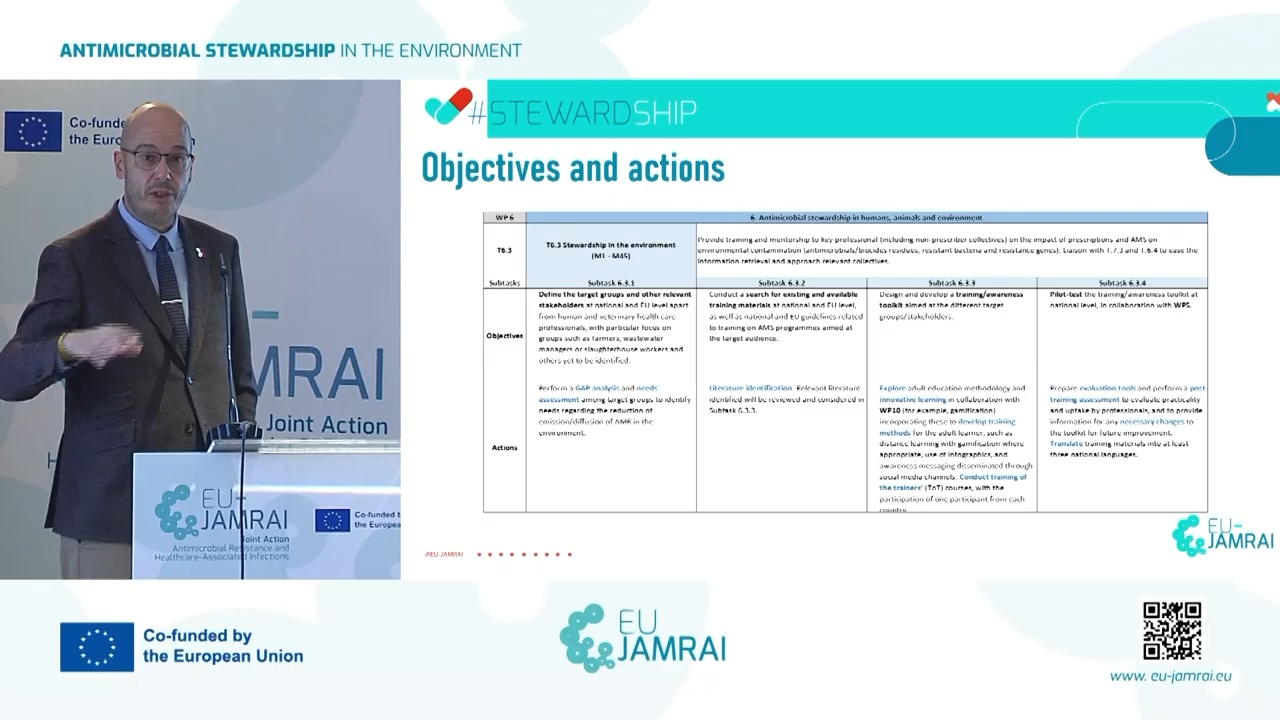 ANTIMICROBIAL STEWARDSHIP IN THE ENVIRONMENT
Co-funde
the Europ
AMRAI
Joint Action
EU-
JAMRAI
Joint Action
Antimicrobial Resistance and
Healthcare-Associated Infections
Co-funded b
the European
#STEWARDSHIP
Objectives and actions
WP 6
6. Antimicrobial stewardship in humans, animals and environment
T6.3
T6.3 Stewardship in the environment
(M1 - M45)
Provide training and mentorship to key professional (including non-prescriber collectives) on the impact of prescriptions and AMS on
environmental contamination (antimicrobials/biocides residues, resistant bacteria and resistance genes). Liaison with T.7.3 and T.6.4 to ease the
information retrieval and approach relevant collectives.
Subtasks
Subtask 6.3.1
Subtask 6.3.2
Subtask 6.3.3
Subtask 6.3.4
Objectives
Define the target groups and other relevant
stakeholders at national and EU level apart
from human and veterinary health care
professionals, with particular focus on
groups such as farmers, wastewater
managers or slaughterhouse workers and
others yet to be identified.
Conduct a search for existing and available
training materials at national and EU level,
as well as national and EU guidelines related
to training on AMS programmes aimed at
the target audience.
Design and develop a training/awareness
toolkit aimed at the different target
groups/stakeholders.
Pilot-test the training/awareness toolkit at
national level, in collaboration with WP5.
Actions
Perform a GAP analysis and needs
assessment among target groups to identify
needs regarding the reduction of
emission/diffusion of AMR in the
environment.
Literature identification. Relevant literature
identified will be reviewed and considered in
Subtask 6.3.3.
Explore adult education methodology and
innovative learning in collaboration with
WP10 (for example, gamification)
incorporating these to develop training
methods for the adult learner, such as
distance learning with gamification where
appropriate, use of infographics, and
awareness messaging disseminated through
social media channels. Conduct training of
the trainers' (ToT) courses, with the
participation of one participant from each
country.
Prepare evaluation tools and perform a post-
training assessment to evaluate practicality
and uptake by professionals, and to provide
information for any necessary changes to
the toolkit for future improvement.
Translate training materials into at least
three national languages.
#EU-JAMRAI
EU-
JAMRAI
Co-funded by
the European Union
EU
JAMRAI
www. eu-jamrai.eu